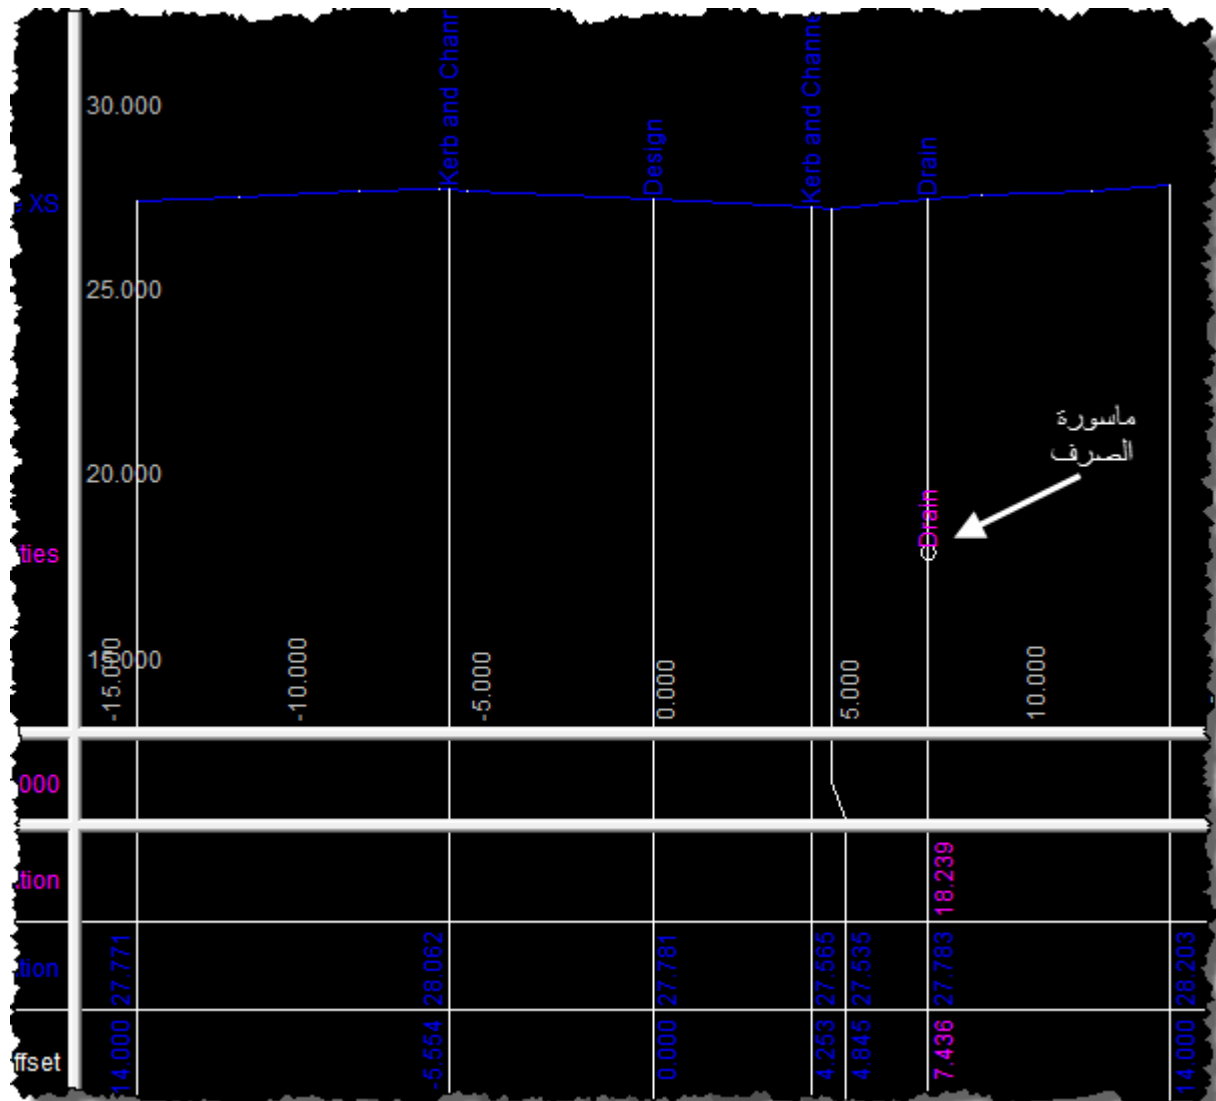 Kerb and Chann
Kerb and Channe
30.000
Design
Drain
XS
25.000
ماسورة
الصرف
20.000
Drain
ties
15.000
-15.000
-10.000
-5.000
0.000
5.000
10.000
000
tion
18.239
tion
27.771
28.062
27.781
27.565
27.535
27.783
28.203
ffset
14.000
-5.554
0.000
4.253
4.845
7.436
14.000